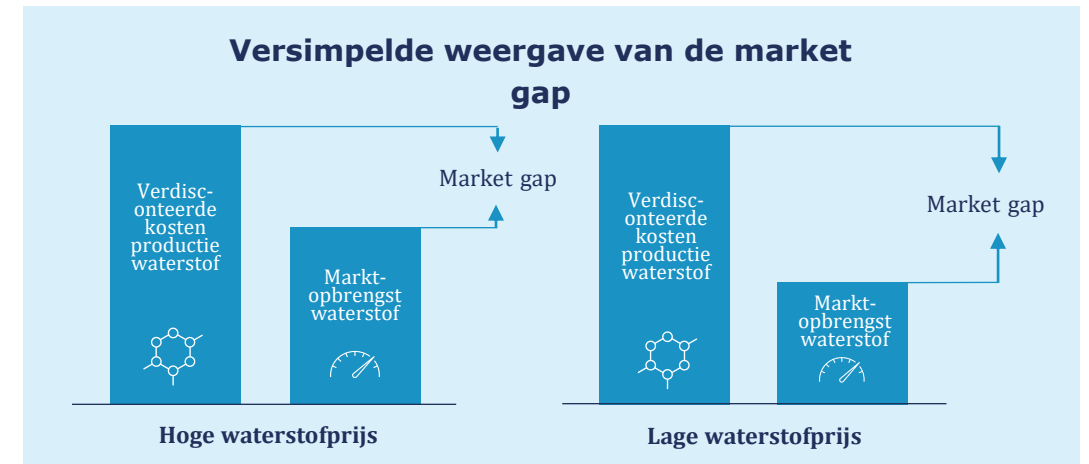 Versimpelde weergave van de market
gap
Verdisc-
onteerde
kosten
productie
waterstof
Markt-
opbrengst
waterstof
Market gap
Hoge waterstofprijs
Verdisc-
onteerde
kosten
productie
waterstof
Markt-
opbrengst
waterstof
Market gap
Lage waterstofprijs